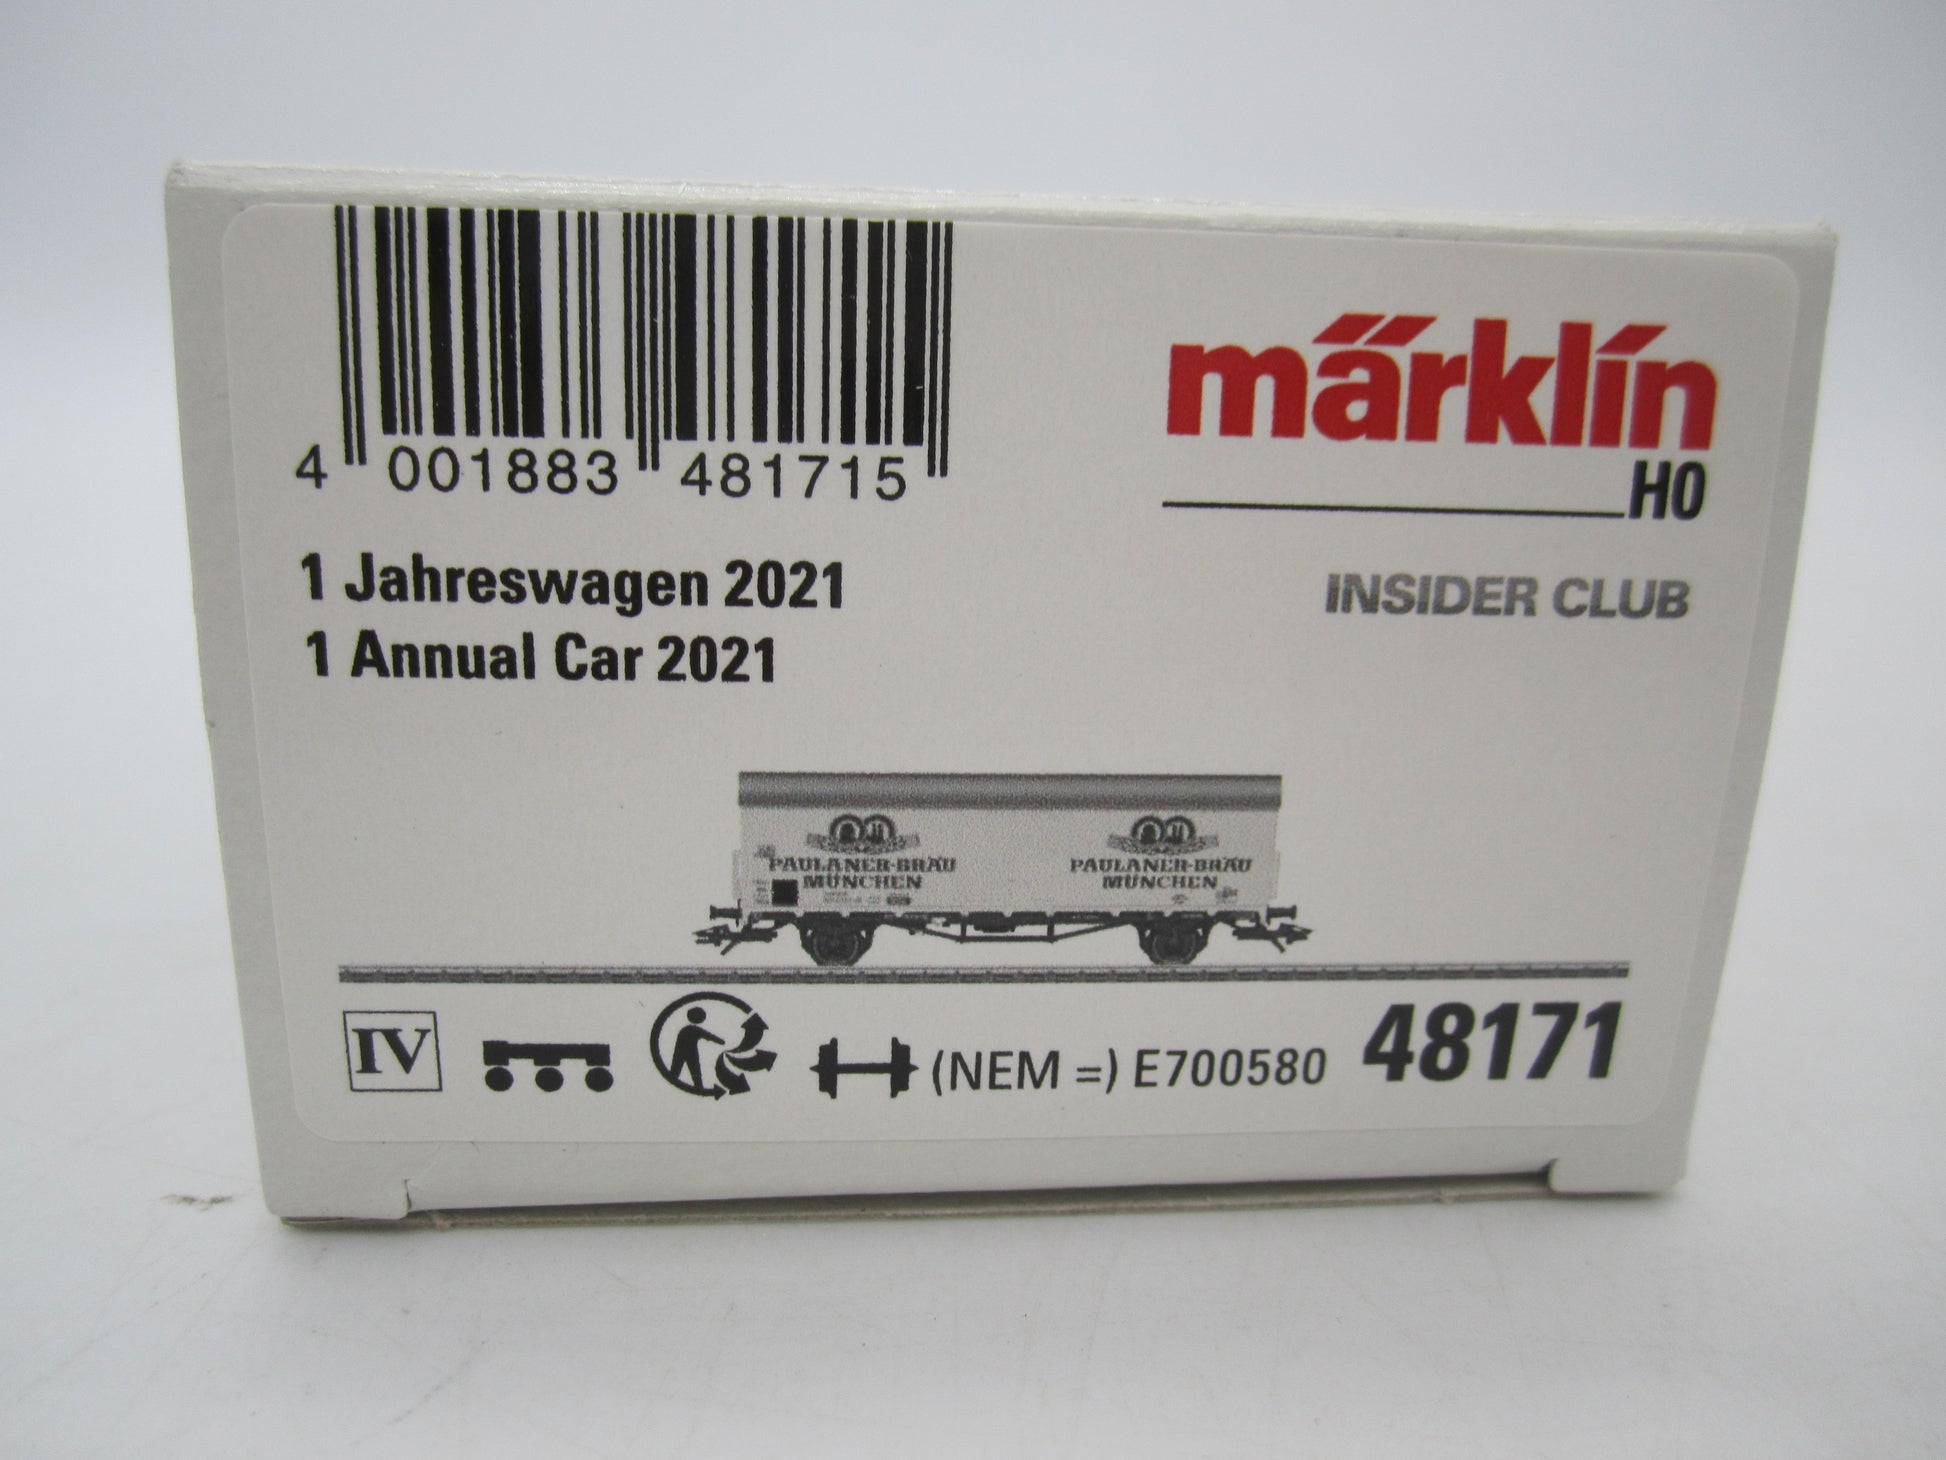 4 001883 481715
märklin
H0
1 Jahreswagen 2021
1 Annual Car 2021
INSIDER CLUB
PAULANER-BRÄU
MÜNCHEN
PAULANER-BRÄU
MÜNCHEN
IV
(NEM =) E700580
48171